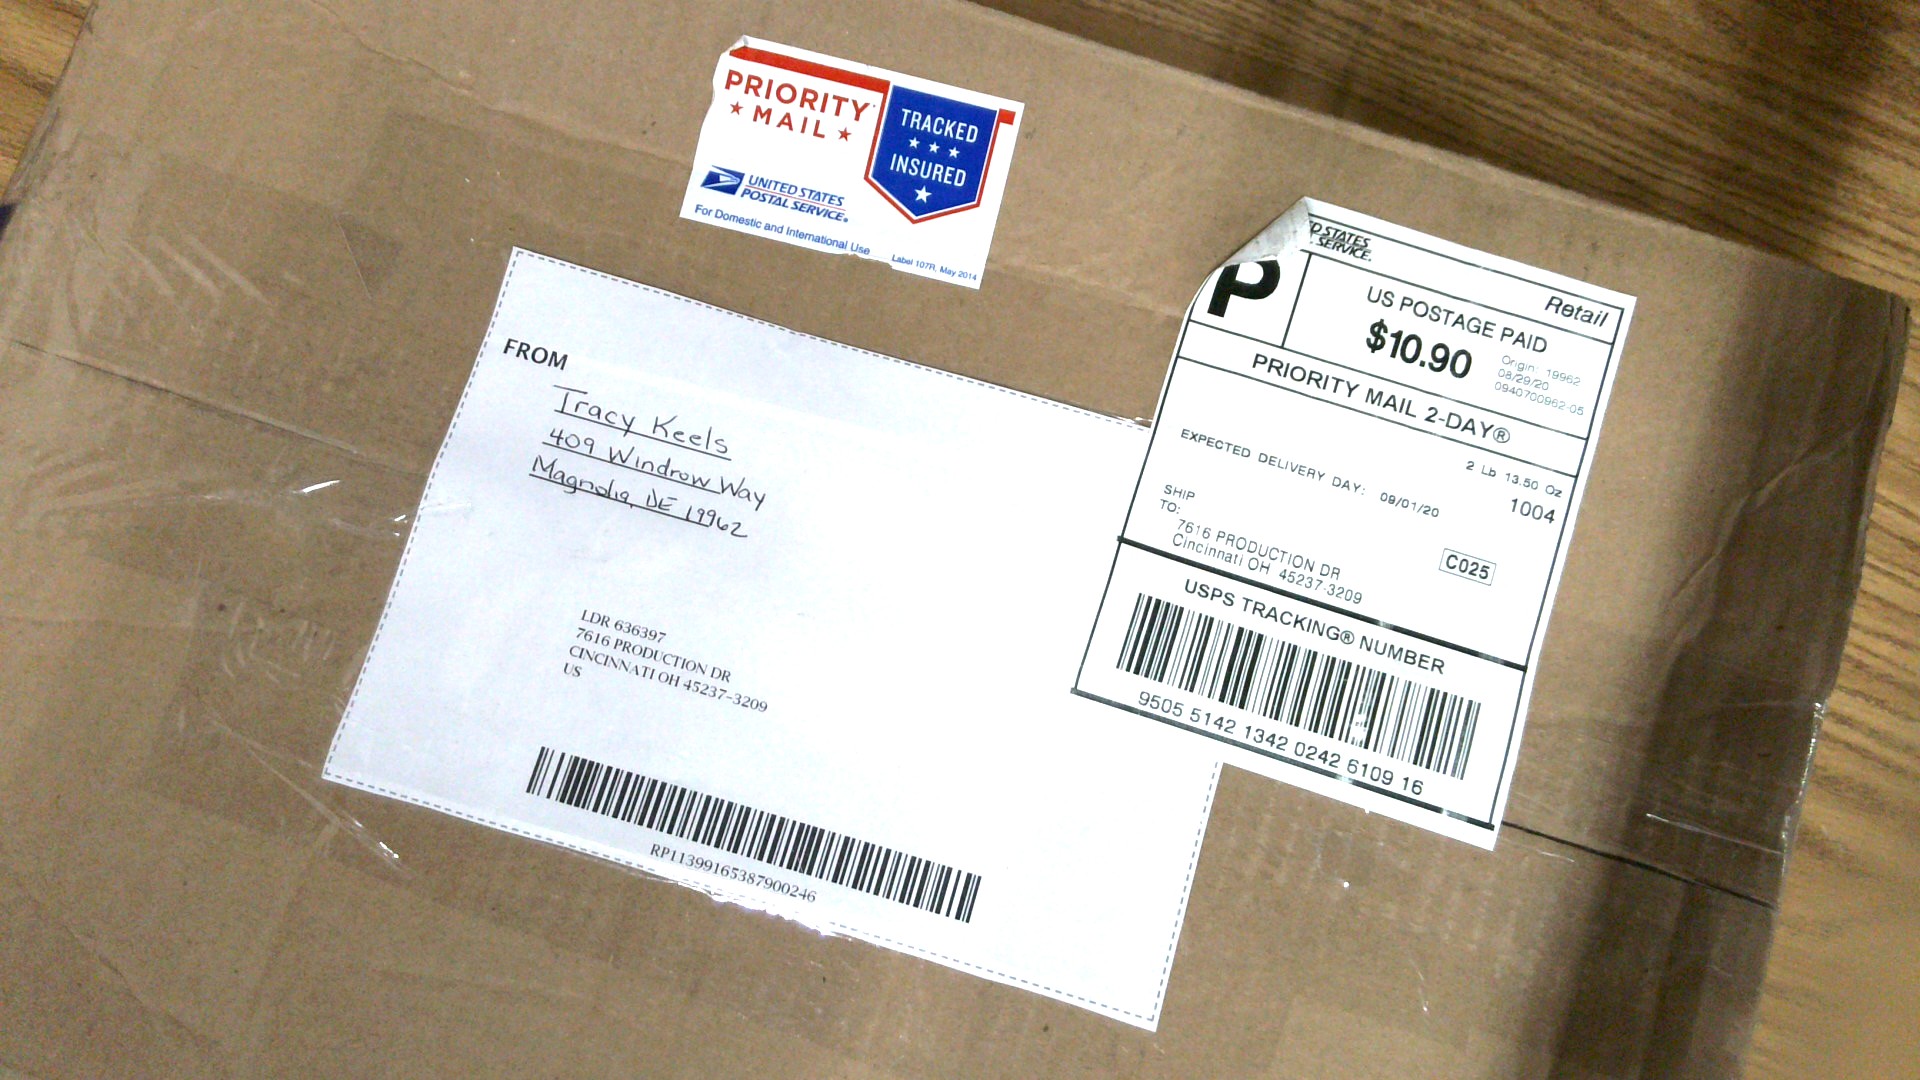 PRIORITY
MAIL
TRACKED
INSURED
UNITED STATES
POSTAL SERVICE®
For Domestic and International Use
Label 107R, May 2014
FROM
Tracy Keels
409 Windrow Way
Magnolia, DE 19962
LDR 636397
7616 PRODUCTION DR
CINCINNATI OH 45237-3209
US
RP11399165387900246
STATES
SERVICE.
P
Retail
US POSTAGE PAID
$10.90
Origin: 19962
08/29/20
0940700962-05
PRIORITY MAIL 2-DAY®
2 Lb 13.50 Oz
1004
EXPECTED DELIVERY DAY: 09/01/20
SHIP
TO:
7616 PRODUCTION DR
Cincinnati OH 45237-3209
C025
USPS TRACKING® NUMBER
9505 5142 1342 0242 6109 16